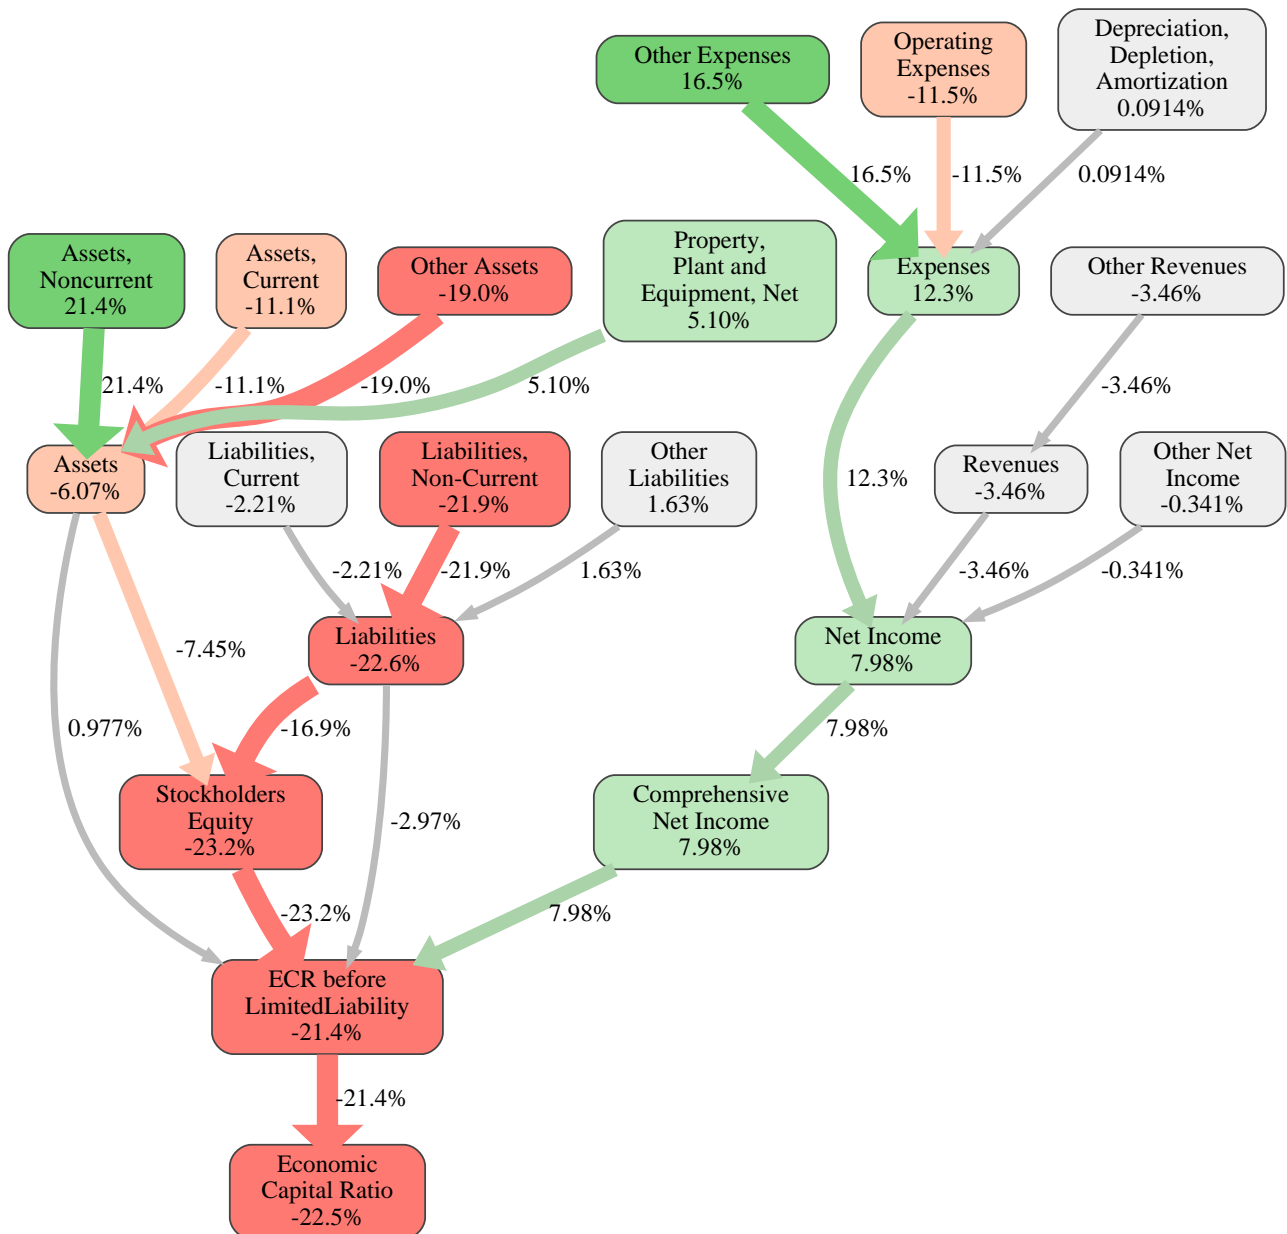 Other Expenses
16.5%
Operating
Expenses
-11.5%
Depreciation,
Depletion,
Amortization
0.0914%
16.5%
-11.5%
0.0914%
Assets,
Noncurrent
21.4%
Assets,
Current
-11.1%
Other Assets
-19.0%
Property,
Plant and
Equipment, Net
5.10%
Expenses
12.3%
Other Revenues
-3.46%
21.4%
-11.1%
-19.0%
5.10%
-3.46%
Assets
-6.07%
Liabilities,
Current
-2.21%
Liabilities,
Non-Current
-21.9%
Other
Liabilities
1.63%
12.3%
Revenues
-3.46%
Other Net
Income
-0.341%
-2.21%
-21.9%
1.63%
-3.46%
-0.341%
Liabilities
-22.6%
Net Income
7.98%
-7.45%
0.977%
-16.9%
7.98%
Stockholders
Equity
-23.2%
-2.97%
Comprehensive
Net Income
7.98%
-23.2%
7.98%
ECR before
LimitedLiability
-21.4%
-21.4%
Economic
Capital Ratio
-22.5%